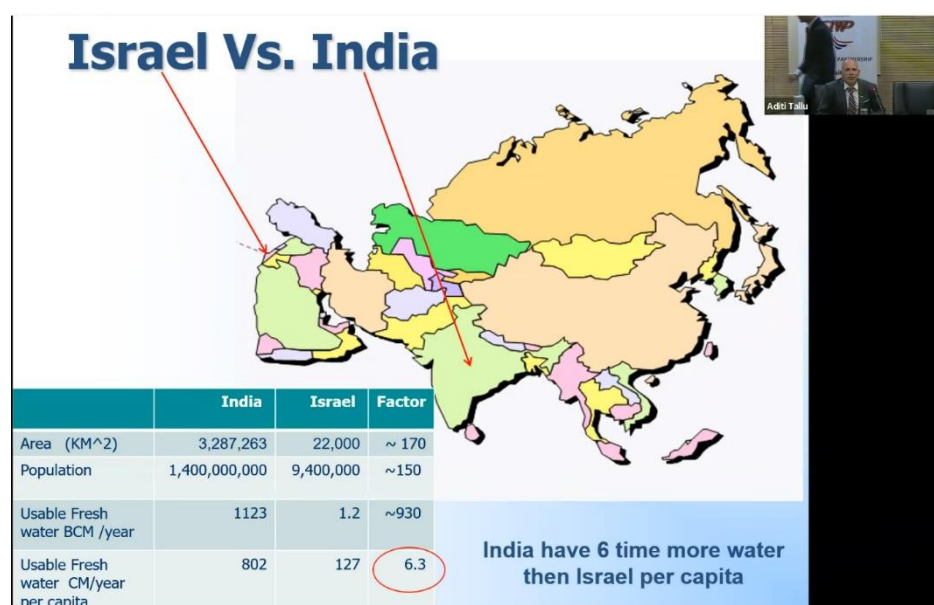 Israel Vs. India
Aditi Tallu
India Israel Factor
Area (KM^2) 3,287,263 22,000 ~ 170
Population 1,400,000,000 9,400,000 ~150
Usable Fresh 1123 1.2 ~930
water BCM /year
Usable Fresh 802 127 6.3
water CM/year
per capita
India have 6 time more water
then Israel per capita